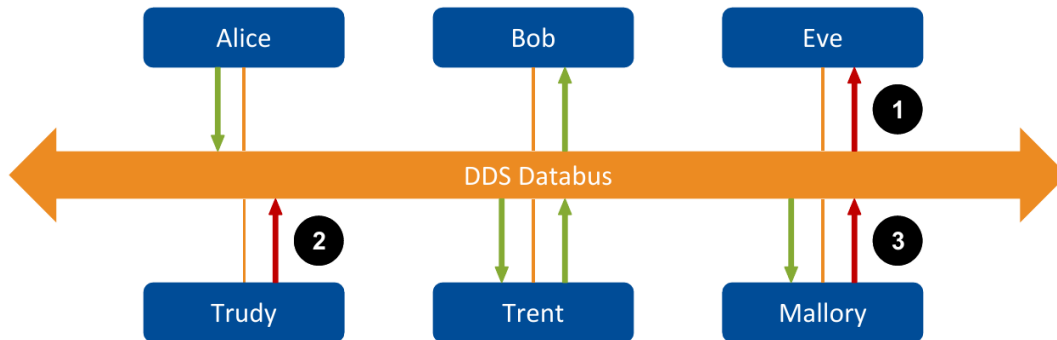 Alice
Bob
Eve
1
DDS Databus
2
3
Trudy
Trent
Mallory